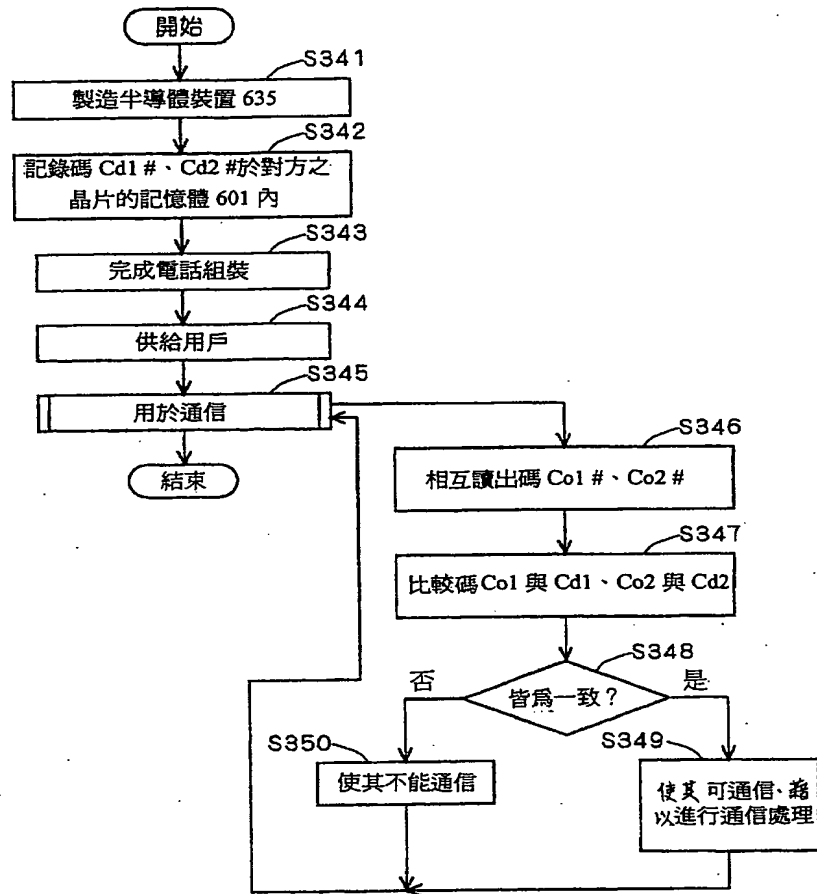 開始
S341
製造半導體裝置 635
S342
記錄碼 Cd1 #、Cd2 #於對方之
晶片的記憶體 601 內
S343
完成電話組裝
S344
供給用戶
S345
用於通信
結束
S346
相互讀出碼 Co1 #、Co2 #
S347
比較碼 Co1 與 Cd1、Co2 與 Cd2
S348
皆爲一致？
否
是
S350
使其不能通信
S349
使其可通信、藉
以進行通信處理